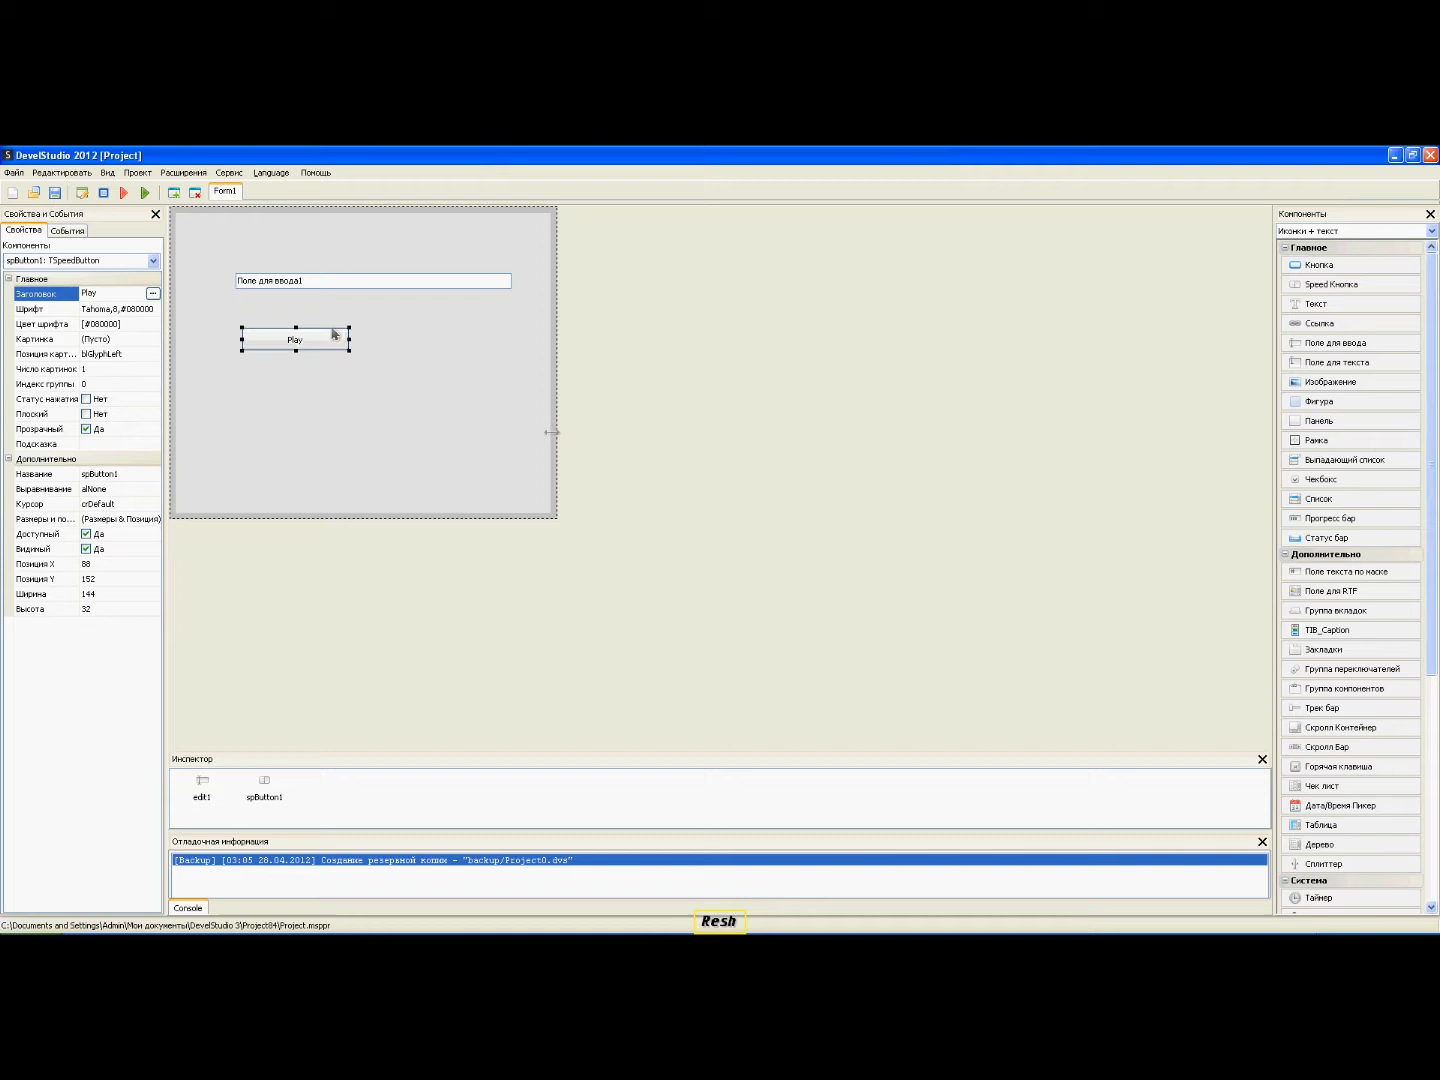 DevelStudio 2012 [Project]
Файл Редактировать Вид Проект Расширения Сервис Language Помощь
Form1
Свойства и События
Свойства События
Компоненты
spButton1: TSpeedButton
Главное
Заголовок Play ...
Шрифт Tahoma,8,#080000
Цвет шрифта [#080000]
Картинка (Пусто)
Позиция карт... blGlyphLeft
Число картинок 1
Индекс группы 0
Статус нажатия Нет
Плоский Нет
Прозрачный Да
Подсказка
Дополнительно
Название spButton1
Выравнивание alNone
Курсор crDefault
Размеры и по... (Размеры & Позиция)
Доступный Да
Видимый Да
Позиция X 88
Позиция Y 152
Ширина 144
Высота 32
Поле для ввода1
Play
Инспектор
edit1 spButton1
Отладочная информация
[Backup] [03:05 28.04.2012] Создание резервной копии - "backup/Project0.dvs"
Console
Компоненты
Иконки + текст
Главное
Кнопка
Speed Кнопка
Текст
Ссылка
Поле для ввода
Поле для текста
Изображение
Фигура
Панель
Рамка
Выпадающий список
Чекбокс
Список
Прогресс бар
Статус бар
Дополнительно
Поле текста по маске
Поле для RTF
Группа вкладок
TIB_Caption
Закладки
Группа переключателей
Группа компонентов
Трек бар
Скролл Контейнер
Скролл Бар
Горячая клавиша
Чек лист
Дата/Время Пикер
Таблица
Дерево
Сплиттер
Система
Таймер
C:\Documents and Settings\Admin\Мои документы\DevelStudio 3\Project84\Project.msppr
Resh